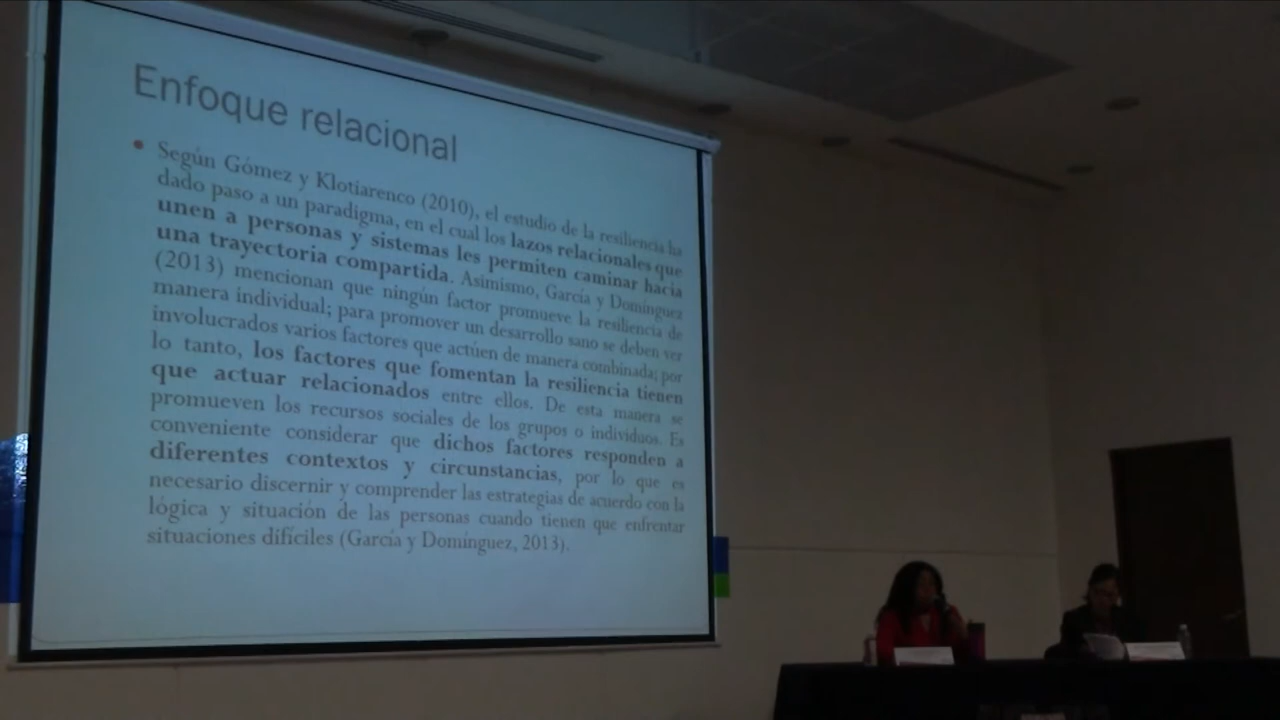 Enfoque relacional
• Según Gómez y Klotiarenco (2010), el estudio de la resiliencia ha
dado paso a un paradigma, en el cual los lazos relacionales que
unen a personas y sistemas les permiten caminar hacia
una trayectoria compartida. Asimismo, García y Domínguez
(2013) mencionan que ningún factor promueve la resiliencia de
manera individual; para promover un desarrollo sano se deben ver
involucrados varios factores que actúen de manera combinada; por
lo tanto, los factores que fomentan la resiliencia tienen
que actuar relacionados entre ellos. De esta manera se
promueven los recursos sociales de los grupos o individuos. Es
conveniente considerar que dichos factores responden a
diferentes contextos y circunstancias, por lo que es
necesario discernir y comprender las estrategias de acuerdo con la
lógica y situación de las personas cuando tienen que enfrentar
situaciones difíciles (García y Domínguez, 2013).